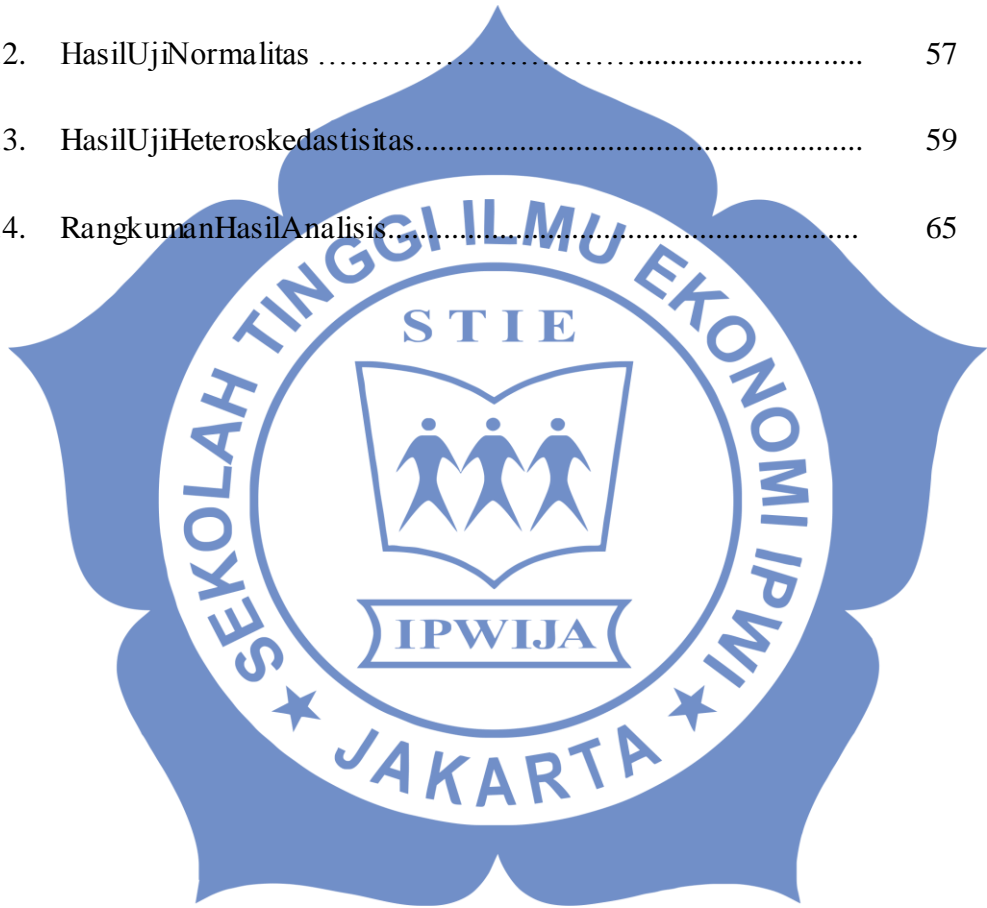 2. HasilUjiNormalitas ………………………….......................... 57
3. HasilUjiHeteroskedastisitas.................................................... 59
4. RangkumanHasilAnalisis....................................................... 65
SEKOLAH TINGGI ILMU EKONOMI IPWI
STIE
IPWIJA
JAKARTA